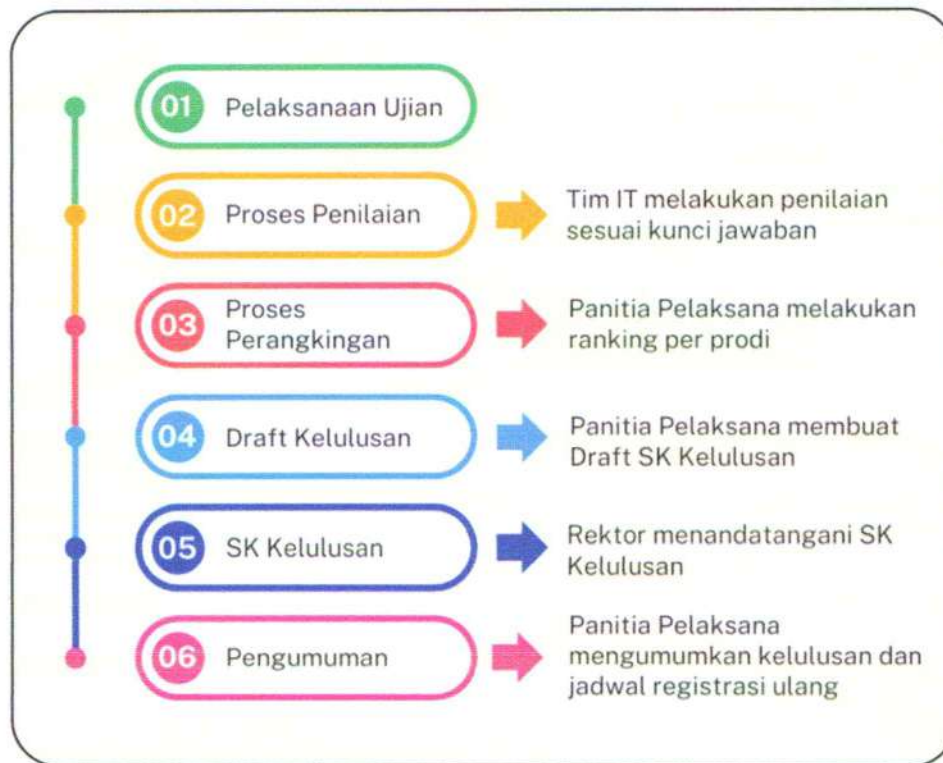 01 Pelaksanaan Ujian
02 Proses Penilaian
Tim IT melakukan penilaian
sesuai kunci jawaban
03 Proses
Perangkingan
Panitia Pelaksana melakukan
ranking per prodi
04 Draft Kelulusan
Panitia Pelaksana membuat
Draft SK Kelulusan
05 SK Kelulusan
Rektor menandatangani SK
Kelulusan
06 Pengumuman
Panitia Pelaksana
mengumumkan kelulusan dan
jadwal registrasi ulang